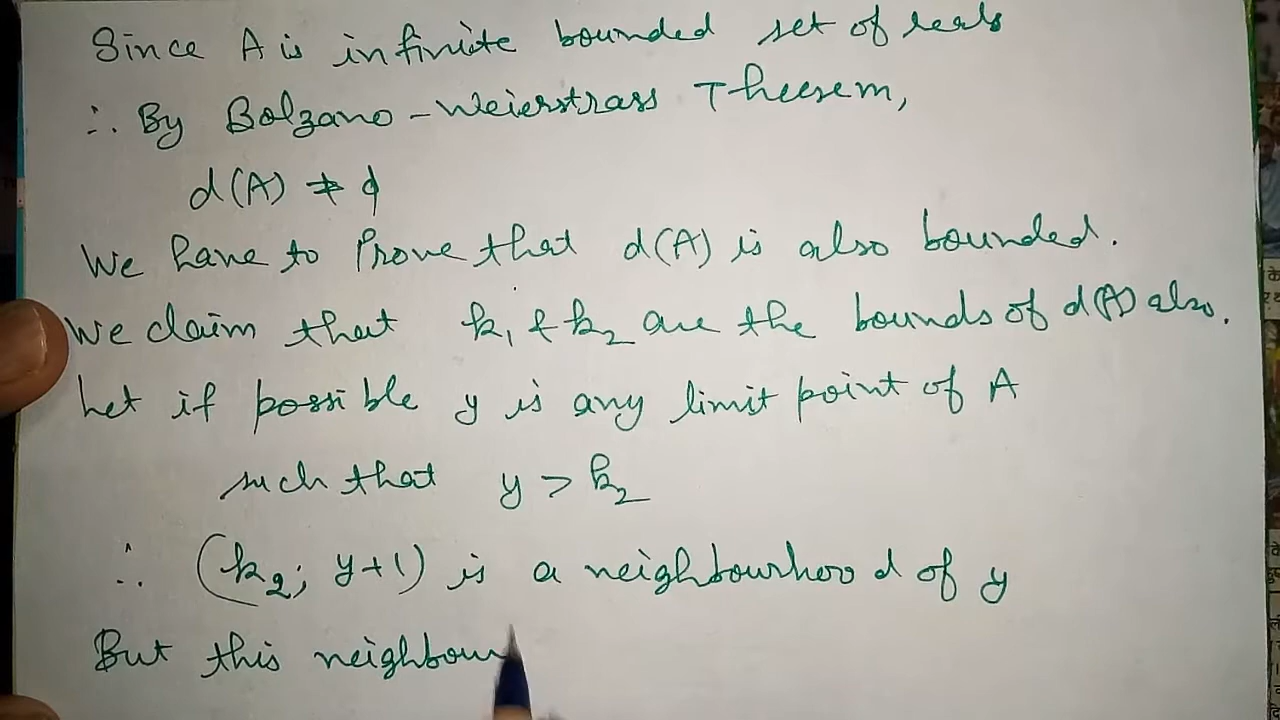 Since A is infinite bounded set of reals
∴ By Bolzano-Weierstrass Theorem,
d(A) ≠ ϕ
We have to Prove that d(A) is also bounded.
We claim that k₁ & k₂ are the bounds of d(A) also.
Let if possible y is any limit point of A
such that y > k₂
∴ (k₂; y+1) is a neighbourhood of y
But this neighbour